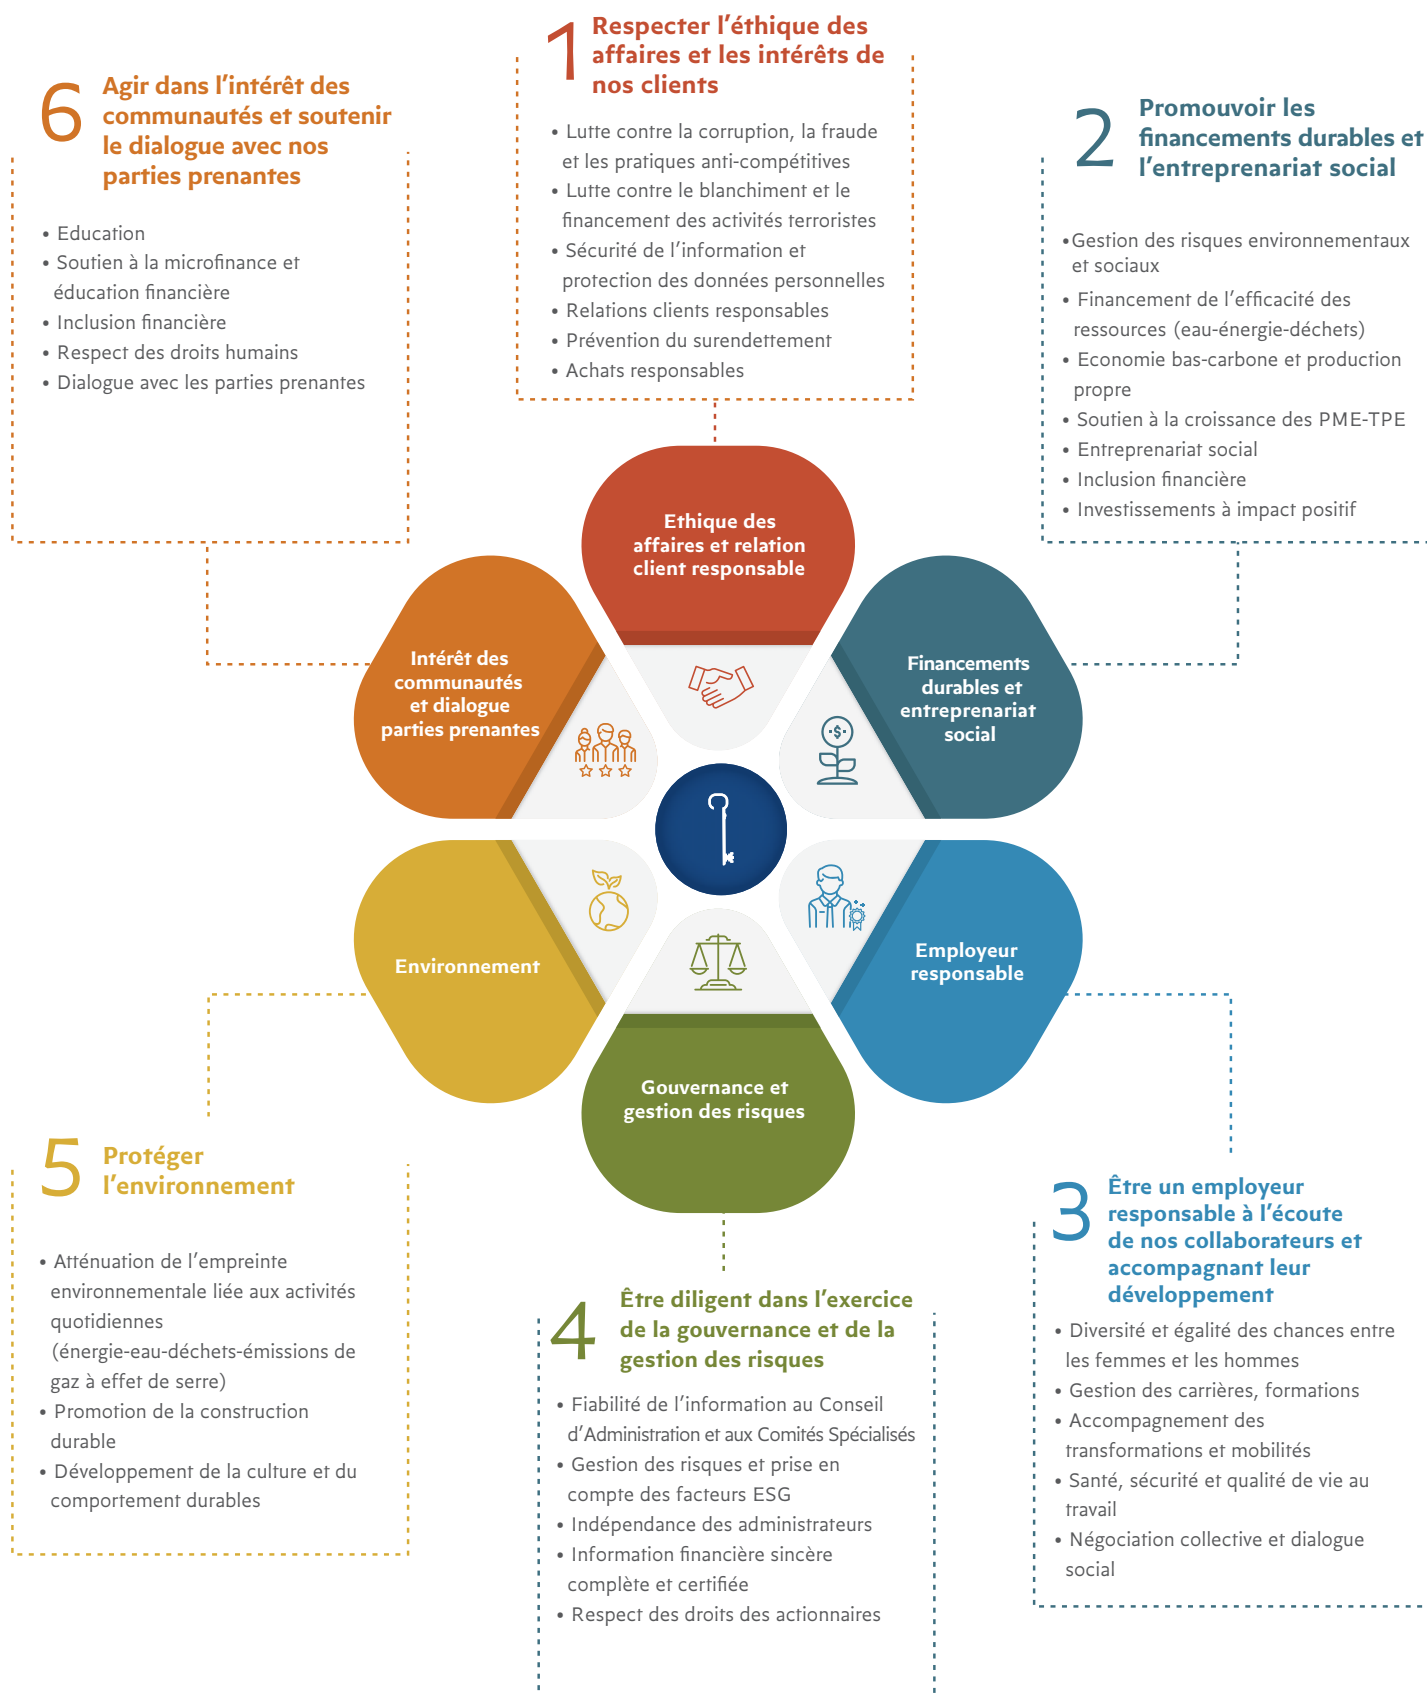 1
Respecter l’éthique des
affaires et les intérêts de
nos clients
• Lutte contre la corruption, la fraude
et les pratiques anti-compétitives
• Lutte contre le blanchiment et le
financement des activités terroristes
• Sécurité de l’information et
protection des données personnelles
• Relations clients responsables
• Prévention du surendettement
• Achats responsables
2
Promouvoir les
financements durables et
l’entreprenariat social
•Gestion des risques environnementaux
et sociaux
• Financement de l’efficacité des
ressources (eau-énergie-déchets)
• Economie bas-carbone et production
propre
• Soutien à la croissance des PME-TPE
• Entreprenariat social
• Inclusion financière
• Investissements à impact positif
6
Agir dans l’intérêt des
communautés et soutenir
le dialogue avec nos
parties prenantes
• Education
• Soutien à la microfinance et
éducation financière
• Inclusion financière
• Respect des droits humains
• Dialogue avec les parties prenantes
Ethique des
affaires et relation
client responsable
Financements
durables et
entreprenariat
social
$
Employeur
responsable
Gouvernance et
gestion des risques
Environnement
Intérêt des
communautés
et dialogue
parties prenantes
5
Protéger
l’environnement
• Atténuation de l’empreinte
environnementale liée aux activités
quotidiennes
(énergie-eau-déchets-émissions de
gaz à effet de serre)
• Promotion de la construction
durable
• Développement de la culture et du
comportement durables
4
Être diligent dans l’exercice
de la gouvernance et de la
gestion des risques
• Fiabilité de l’information au Conseil
d’Administration et aux Comités Spécialisés
• Gestion des risques et prise en
compte des facteurs ESG
• Indépendance des administrateurs
• Information financière sincère
complète et certifiée
• Respect des droits des actionnaires
3
Être un employeur
responsable à l’écoute
de nos collaborateurs et
accompagnant leur
développement
• Diversité et égalité des chances entre
les femmes et les hommes
• Gestion des carrières, formations
• Accompagnement des
transformations et mobilités
• Santé, sécurité et qualité de vie au
travail
• Négociation collective et dialogue
social